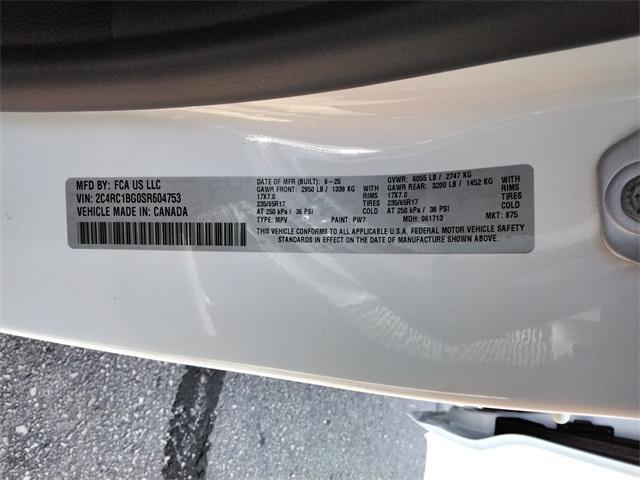 MFD BY: FCA US LLC
VIN: 2C4RC1BG0SR604753
VEHICLE MADE IN: CANADA
DATE OF MFR (BUILT): 6-25 GVWR: 6055 LB / 2747 KG
GAWR FRONT: 2950 LB / 1339 KG WITH GAWR REAR: 3200 LB / 1452 KG WITH
17X7.0 RIMS 17X7.0 RIMS
235/65R17 TIRES 235/65R17 TIRES
AT 250 kPa / 36 PSI COLD AT 250 kPa / 36 PSI COLD
TYPE: MPV PAINT: PW7 MDH: 061713 MKT: 875
THIS VEHICLE CONFORMS TO ALL APPLICABLE U.S.A. FEDERAL MOTOR VEHICLE SAFETY
STANDARDS IN EFFECT ON THE DATE OF MANUFACTURE SHOWN ABOVE.